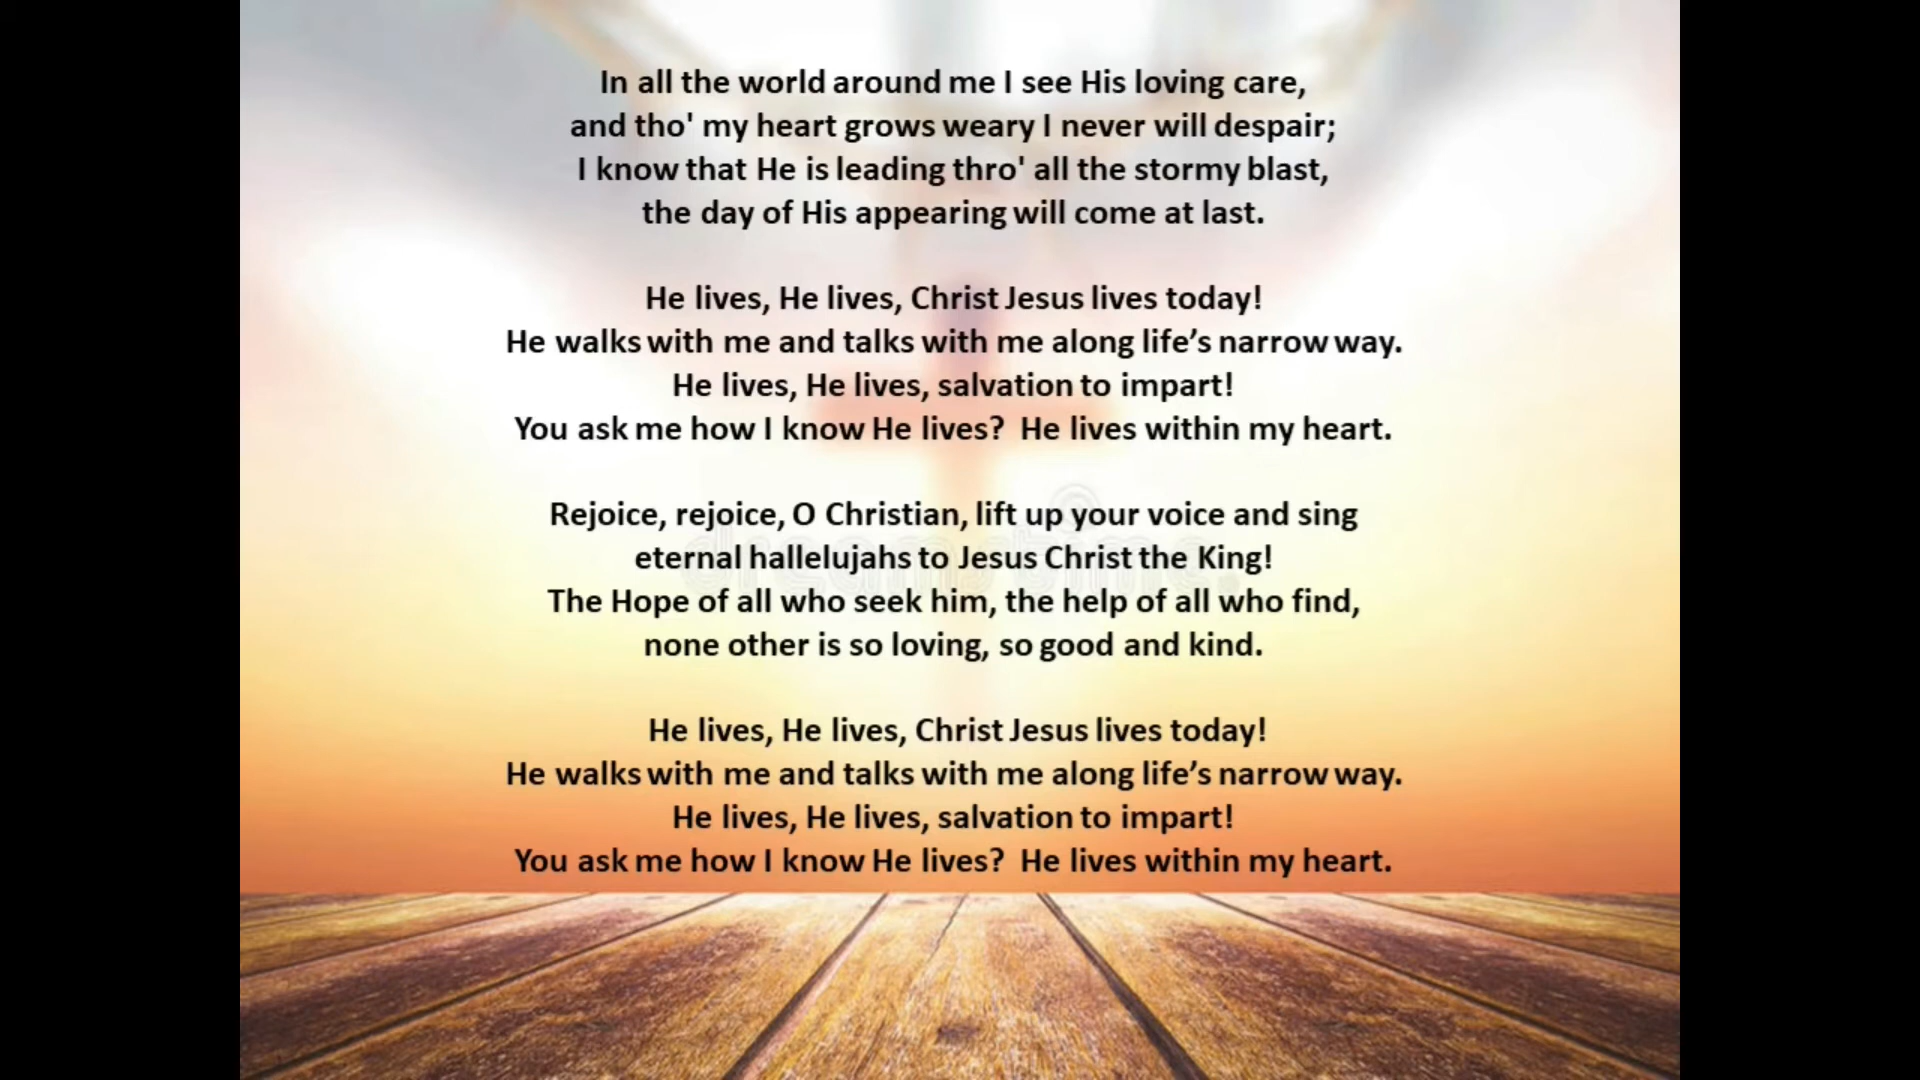 In all the world around me I see His loving care,
and tho' my heart grows weary I never will despair;
I know that He is leading thro' all the stormy blast,
the day of His appearing will come at last.
He lives, He lives, Christ Jesus lives today!
He walks with me and talks with me along life’s narrow way.
He lives, He lives, salvation to impart!
You ask me how I know He lives?  He lives within my heart.
Rejoice, rejoice, O Christian, lift up your voice and sing
eternal hallelujahs to Jesus Christ the King!
The Hope of all who seek him, the help of all who find,
none other is so loving, so good and kind.
He lives, He lives, Christ Jesus lives today!
He walks with me and talks with me along life’s narrow way.
He lives, He lives, salvation to impart!
You ask me how I know He lives?  He lives within my heart.
dreamstime.